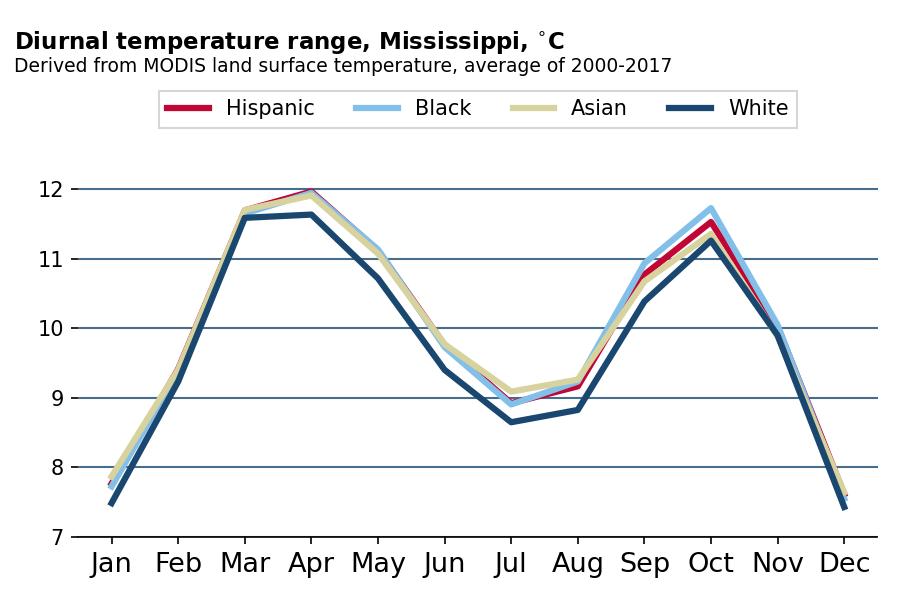 Diurnal temperature range, Mississippi, °C
Derived from MODIS land surface temperature, average of 2000-2017
Hispanic Black Asian White
12
11
10
9
8
7
Jan Feb Mar Apr May Jun Jul Aug Sep Oct Nov Dec